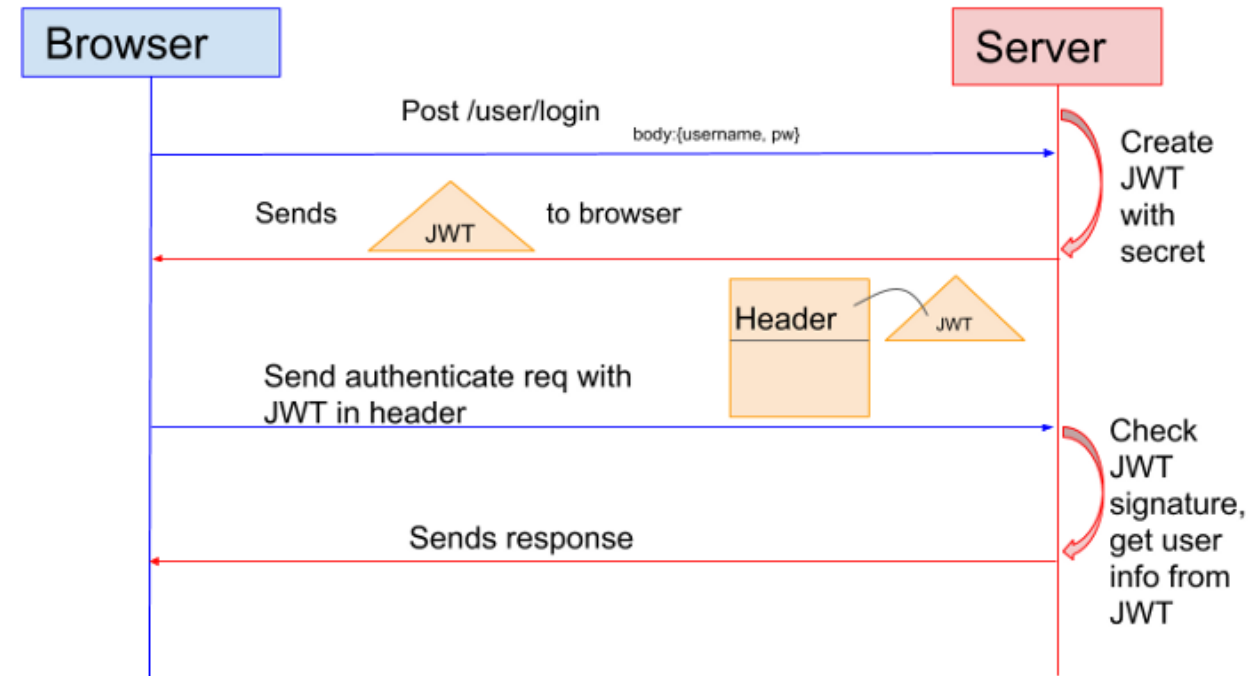 Browser
Server
Post /user/login
body:{username, pw}
Create
JWT
with
secret
Sends
JWT
to browser
Header
JWT
Send authenticate req with
JWT in header
Check
JWT
signature,
get user
info from
JWT
Sends response